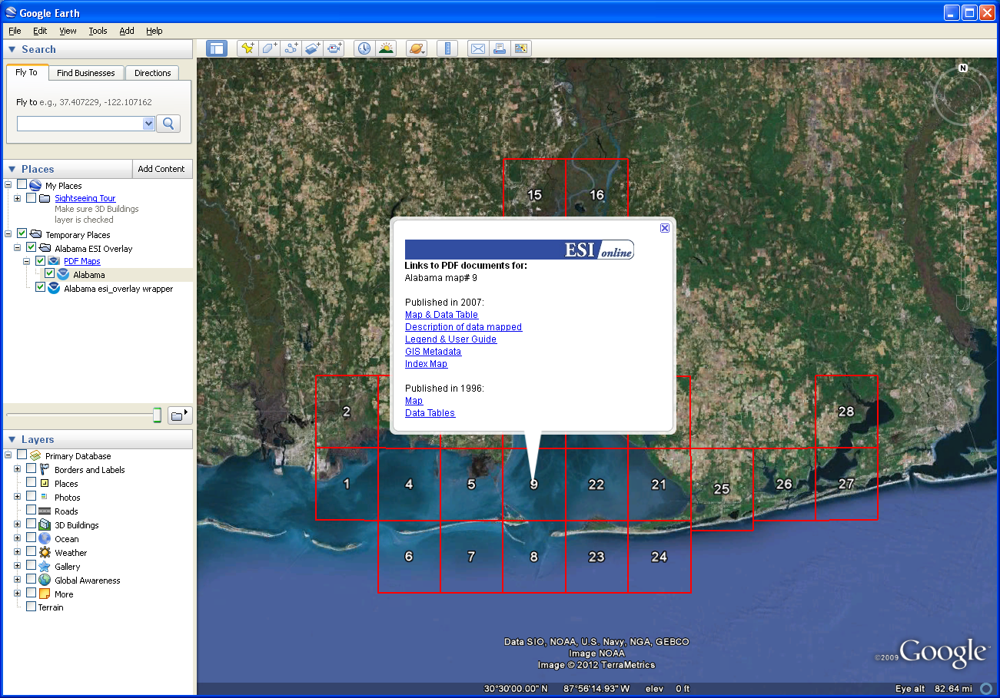 Google Earth
File Edit View Tools Add Help
Search
Fly To Find Businesses Directions
Fly to e.g., 37.407229, -122.107162
Places Add Content
My Places
Sightseeing Tour
Make sure 3D Buildings
layer is checked
Temporary Places
Alabama ESI Overlay
PDF Maps
Alabama
Alabama esi_overlay wrapper
Layers
Primary Database
Borders and Labels
Places
Photos
Roads
3D Buildings
Ocean
Weather
Gallery
Global Awareness
More
Terrain
N
15 16
ESI online
Links to PDF documents for:
Alabama map# 9
Published in 2007:
Map & Data Table
Description of data mapped
Legend & User Guide
GIS Metadata
Index Map
Published in 1996:
Map
Data Tables
2 28
1 4 5 9 22 21 25 26 27
6 7 8 23 24
Data SIO, NOAA, U.S. Navy, NGA, GEBCO
Image NOAA
Image © 2012 TerraMetrics
©2009 Google
30°30'00.00" N 87°56'14.93" W elev 0 ft Eye alt 82.64 mi